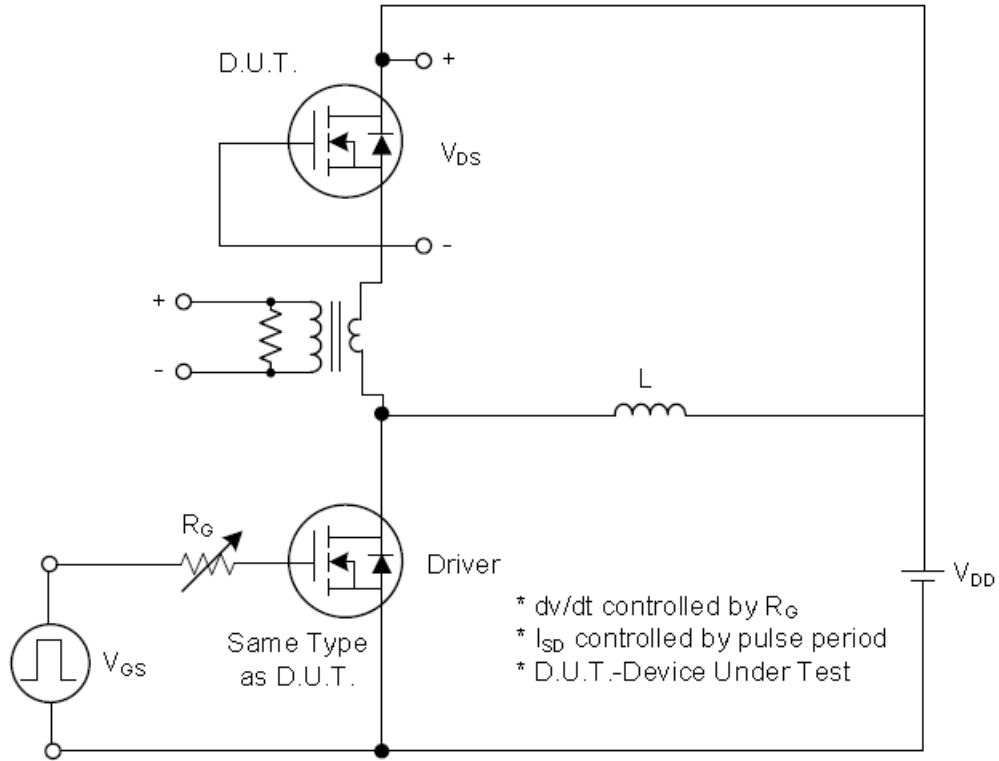 D.U.T.
+
V_DS
-
+
-
L
R_G
Driver
V_DD
V_GS
Same Type
as D.U.T.
* dv/dt controlled by R_G
* I_SD controlled by pulse period
* D.U.T.-Device Under Test